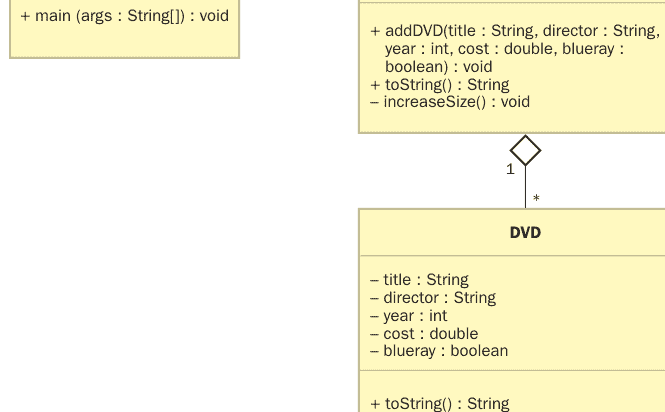 + main (args : String[]) : void
+ addDVD(title : String, director : String,
year : int, cost : double, blueray :
boolean) : void
+ toString() : String
– increaseSize() : void
1
*
DVD
– title : String
– director : String
– year : int
– cost : double
– blueray : boolean
+ toString() : String